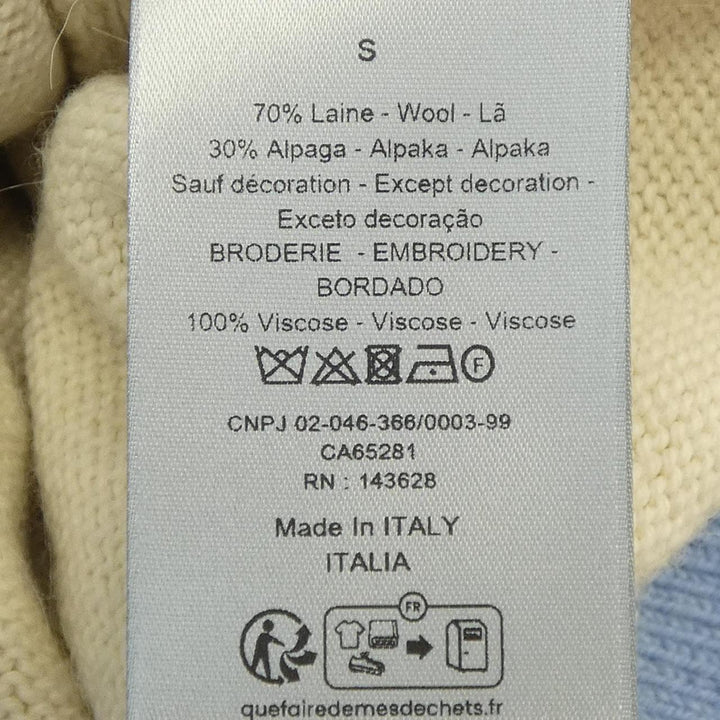 S
70% Laine - Wool - Lã
30% Alpaga - Alpaka - Alpaka
Sauf décoration - Except decoration -
Exceto decoração
BRODERIE - EMBROIDERY -
BORDADO
100% Viscose - Viscose - Viscose
F
CNPJ 02-046-366/0003-99
CA65281
RN : 143628
Made In ITALY
ITALIA
FR
quefairedemesdechets.fr